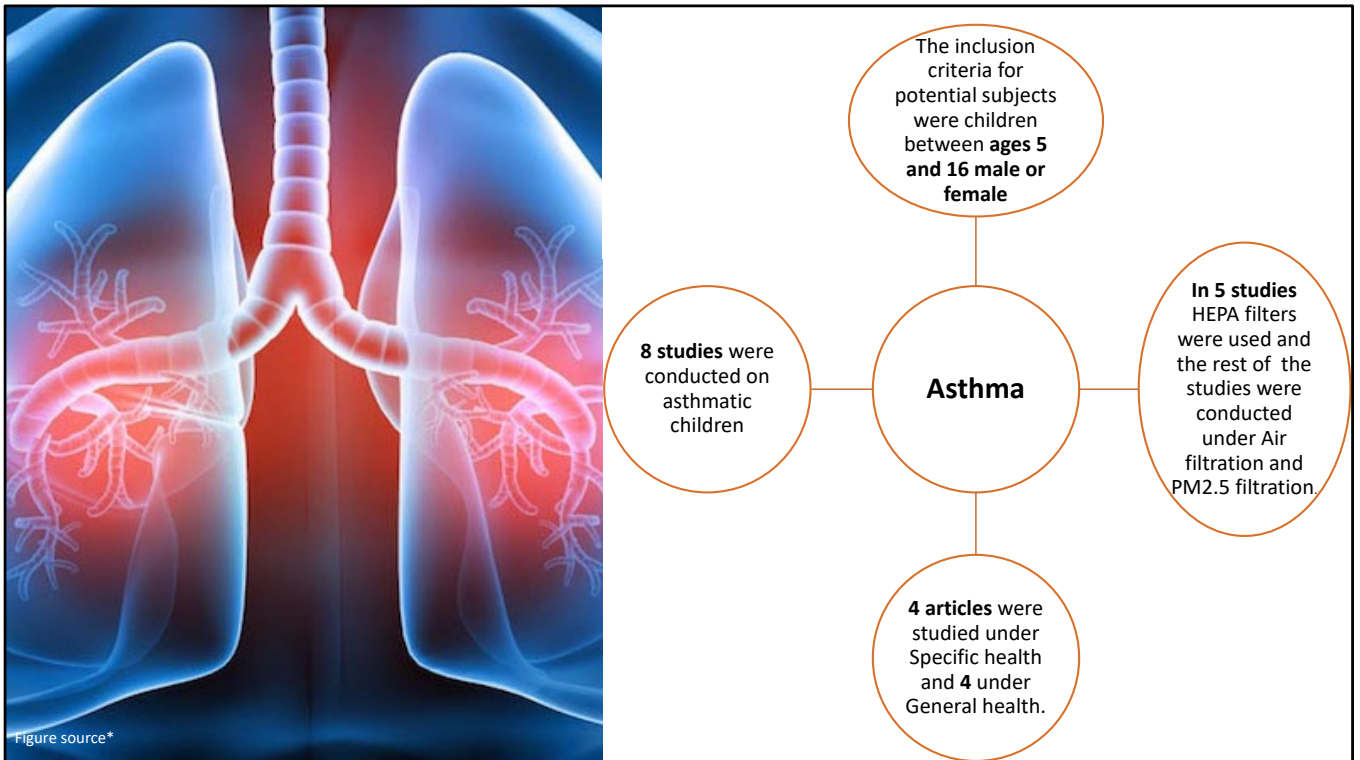 The inclusion
criteria for
potential subjects
were children
between ages 5
and 16 male or
female
8 studies were
conducted on
asthmatic
children
Asthma
In 5 studies
HEPA filters
were used and
the rest of the
studies were
conducted
under Air
filtration and
PM2.5 filtration.
4 articles were
studied under
Specific health
and 4 under
General health.
Figure source*